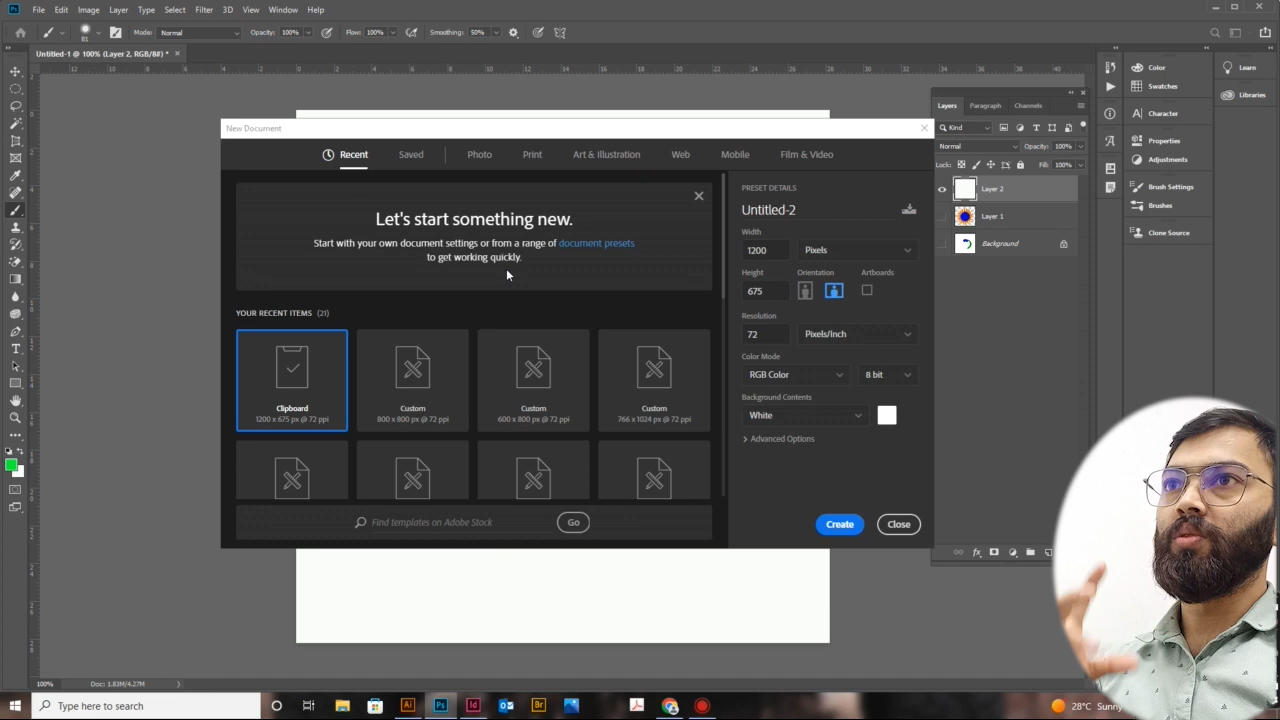 Ps File Edit Image Layer Type Select Filter 3D View Window Help
81 Mode: Normal Opacity: 100% Flow: 100% Smoothing: 50%
Untitled-1 @ 100% (Layer 2, RGB/8#) *
New Document
Recent Saved Photo Print Art & Illustration Web Mobile Film & Video
Let's start something new.
Start with your own document settings or from a range of document presets
to get working quickly.
YOUR RECENT ITEMS (21)
Clipboard
1200 x 675 px @ 72 ppi
Custom
800 x 800 px @ 72 ppi
Custom
600 x 800 px @ 72 ppi
Custom
766 x 1024 px @ 72 ppi
Find templates on Adobe Stock Go
PRESET DETAILS
Untitled-2
Width
1200 Pixels
Height Orientation Artboards
675
Resolution
72 Pixels/Inch
Color Mode
RGB Color 8 bit
Background Contents
White
Advanced Options
Create Close
Layers Paragraph Channels
Kind
Normal Opacity: 100%
Lock: Fill: 100%
Layer 2
Layer 1
Background
fx
Color
Swatches
Character
Properties
Adjustments
Brush Settings
Brushes
Clone Source
Learn
Libraries
100% Doc: 1.83M/4.27M
Type here to search
Ai Ps Id Br
28°C Sunny